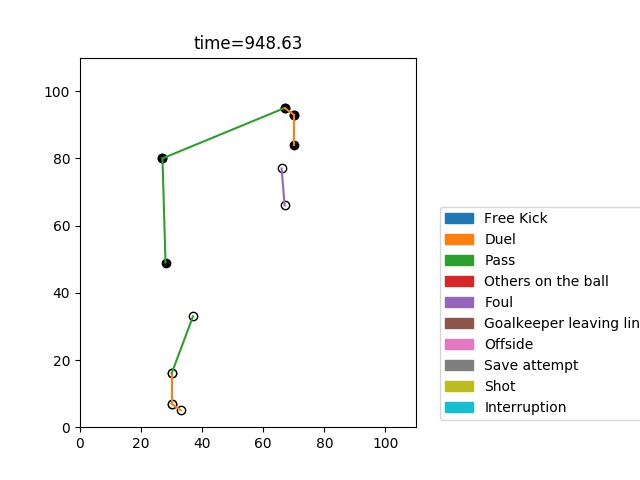 time=948.63
100
80
60
40
20
0
0 20 40 60 80 100
Free Kick
Duel
Pass
Others on the ball
Foul
Goalkeeper leaving lin
Offside
Save attempt
Shot
Interruption